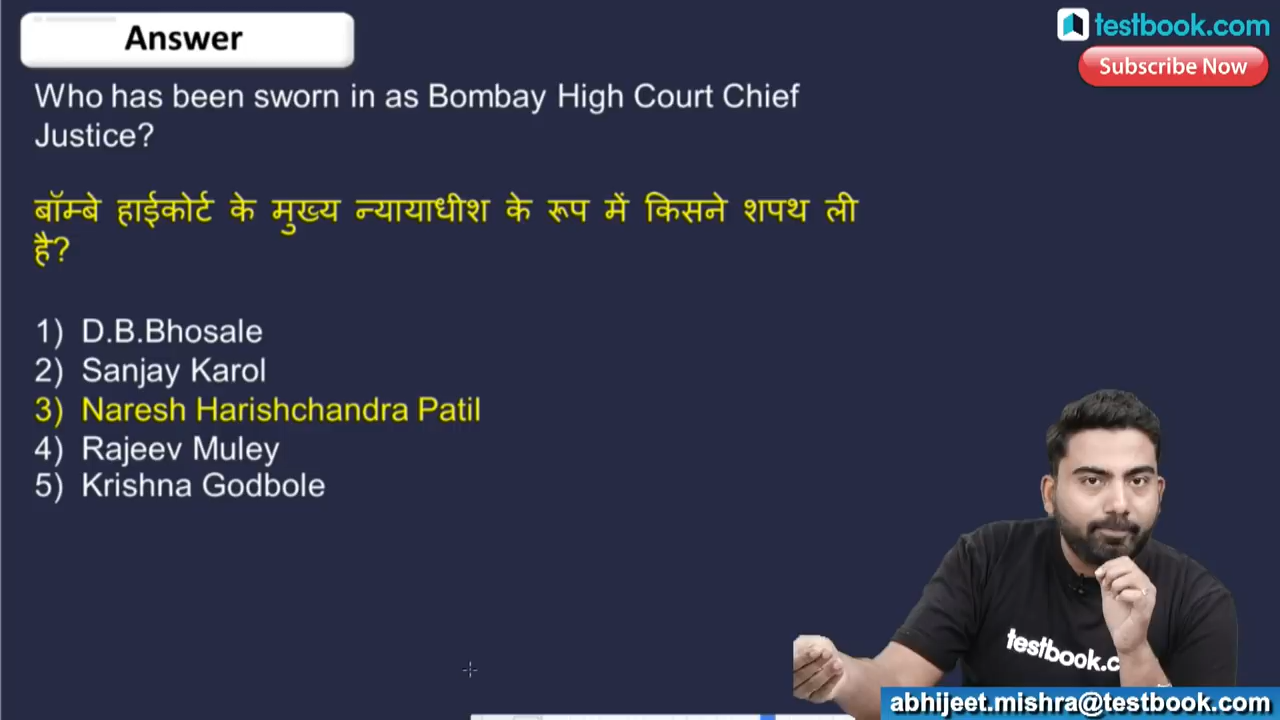 Answer
testbook.com
Subscribe Now
Who has been sworn in as Bombay High Court Chief
Justice?
बॉम्बे हाईकोर्ट के मुख्य न्यायाधीश के रूप में किसने शपथ ली
है?
1) D.B.Bhosale
2) Sanjay Karol
3) Naresh Harishchandra Patil
4) Rajeev Muley
5) Krishna Godbole
testbook.c
abhijeet.mishra@testbook.com